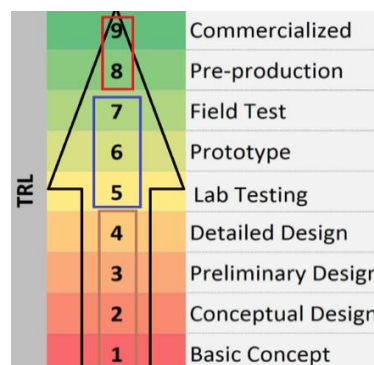 TRL
9 Commercialized
8 Pre-production
7 Field Test
6 Prototype
5 Lab Testing
4 Detailed Design
3 Preliminary Design
2 Conceptual Design
1 Basic Concept